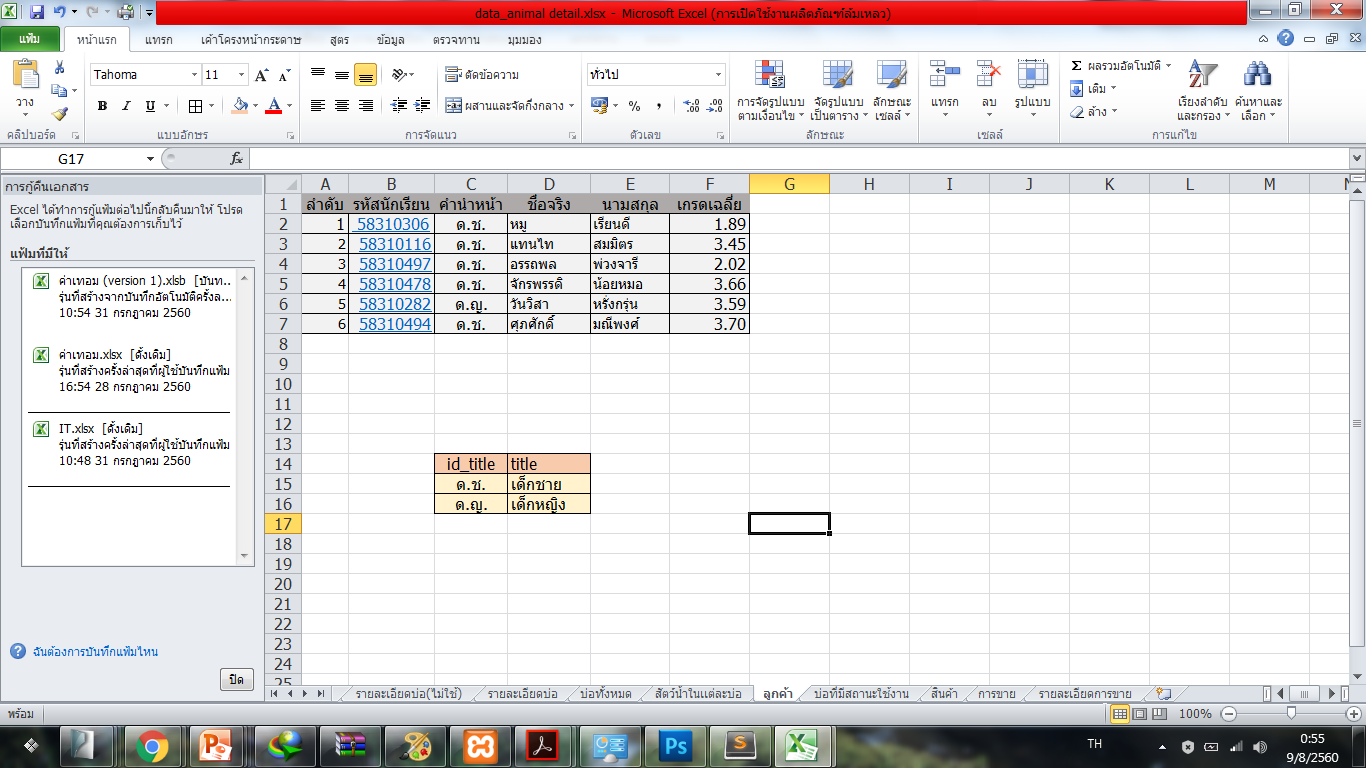 data_animal detail.xlsx - Microsoft Excel (การเปิดใช้งานผลิตภัณฑ์ล้มเหลว)
แฟ้ม หน้าแรก แทรก เค้าโครงหน้ากระดาษ สูตร ข้อมูล ตรวจทาน มุมมอง
Tahoma 11 ตัดข้อความ ทั่วไป
วาง
ผสานและจัดกึ่งกลาง
การจัดรูปแบบตามเงื่อนไข จัดรูปแบบเป็นตาราง ลักษณะเซลล์
แทรก ลบ รูปแบบ
ผลรวมอัตโนมัติ
เติม
ล้าง
เรียงลำดับและกรอง ค้นหาและเลือก
คลิปบอร์ด แบบอักษร การจัดแนว ตัวเลข ลักษณะ เซลล์ การแก้ไข
G17 fx
การกู้คืนเอกสาร
Excel ได้ทำการกู้แฟ้มต่อไปนี้กลับคืนมาให้ โปรด
เลือกบันทึกแฟ้มที่คุณต้องการเก็บไว้
แฟ้มที่มีให้
ค่าเทอม (version 1).xlsb [บันท...
รุ่นที่สร้างจากบันทึกอัตโนมัติครั้งล...
10:54 31 กรกฎาคม 2560
ค่าเทอม.xlsx [ดั้งเดิม]
รุ่นที่สร้างครั้งล่าสุดที่ผู้ใช้บันทึกแฟ้ม
16:54 28 กรกฎาคม 2560
IT.xlsx [ดั้งเดิม]
รุ่นที่สร้างครั้งล่าสุดที่ผู้ใช้บันทึกแฟ้ม
10:48 31 กรกฎาคม 2560
ฉันต้องการบันทึกแฟ้มไหน
ปิด
A B C D E F G H I J K L M N
1 ลำดับ รหัสนักเรียน คำนำหน้า ชื่อจริง นามสกุล เกรดเฉลี่ย
2 1 58310306 ด.ช. หมู เรียนดี 1.89
3 2 58310116 ด.ช. แทนไท สมมิตร 3.45
4 3 58310497 ด.ช. อรรถพล พ่วงจารี 2.02
5 4 58310478 ด.ช. จักรพรรดิ น้อยหมอ 3.66
6 5 58310282 ด.ญ. วันวิสา หรั่งกรุ่น 3.59
7 6 58310494 ด.ช. ศุภศักดิ์ มณีพงศ์ 3.70
8
9
10
11
12
13
14 id_title title
15 ด.ช. เด็กชาย
16 ด.ญ. เด็กหญิง
17
18
19
20
21
22
23
24
25
รายละเอียดบ่อ(ไม่ใช้) รายละเอียดบ่อ บ่อทั้งหมด สัตว์น้ำในแต่ละบ่อ ลูกค้า บ่อที่มีสถานะใช้งาน สินค้า การขาย รายละเอียดการขาย
พร้อม 100%
TH 0:55
9/8/2560